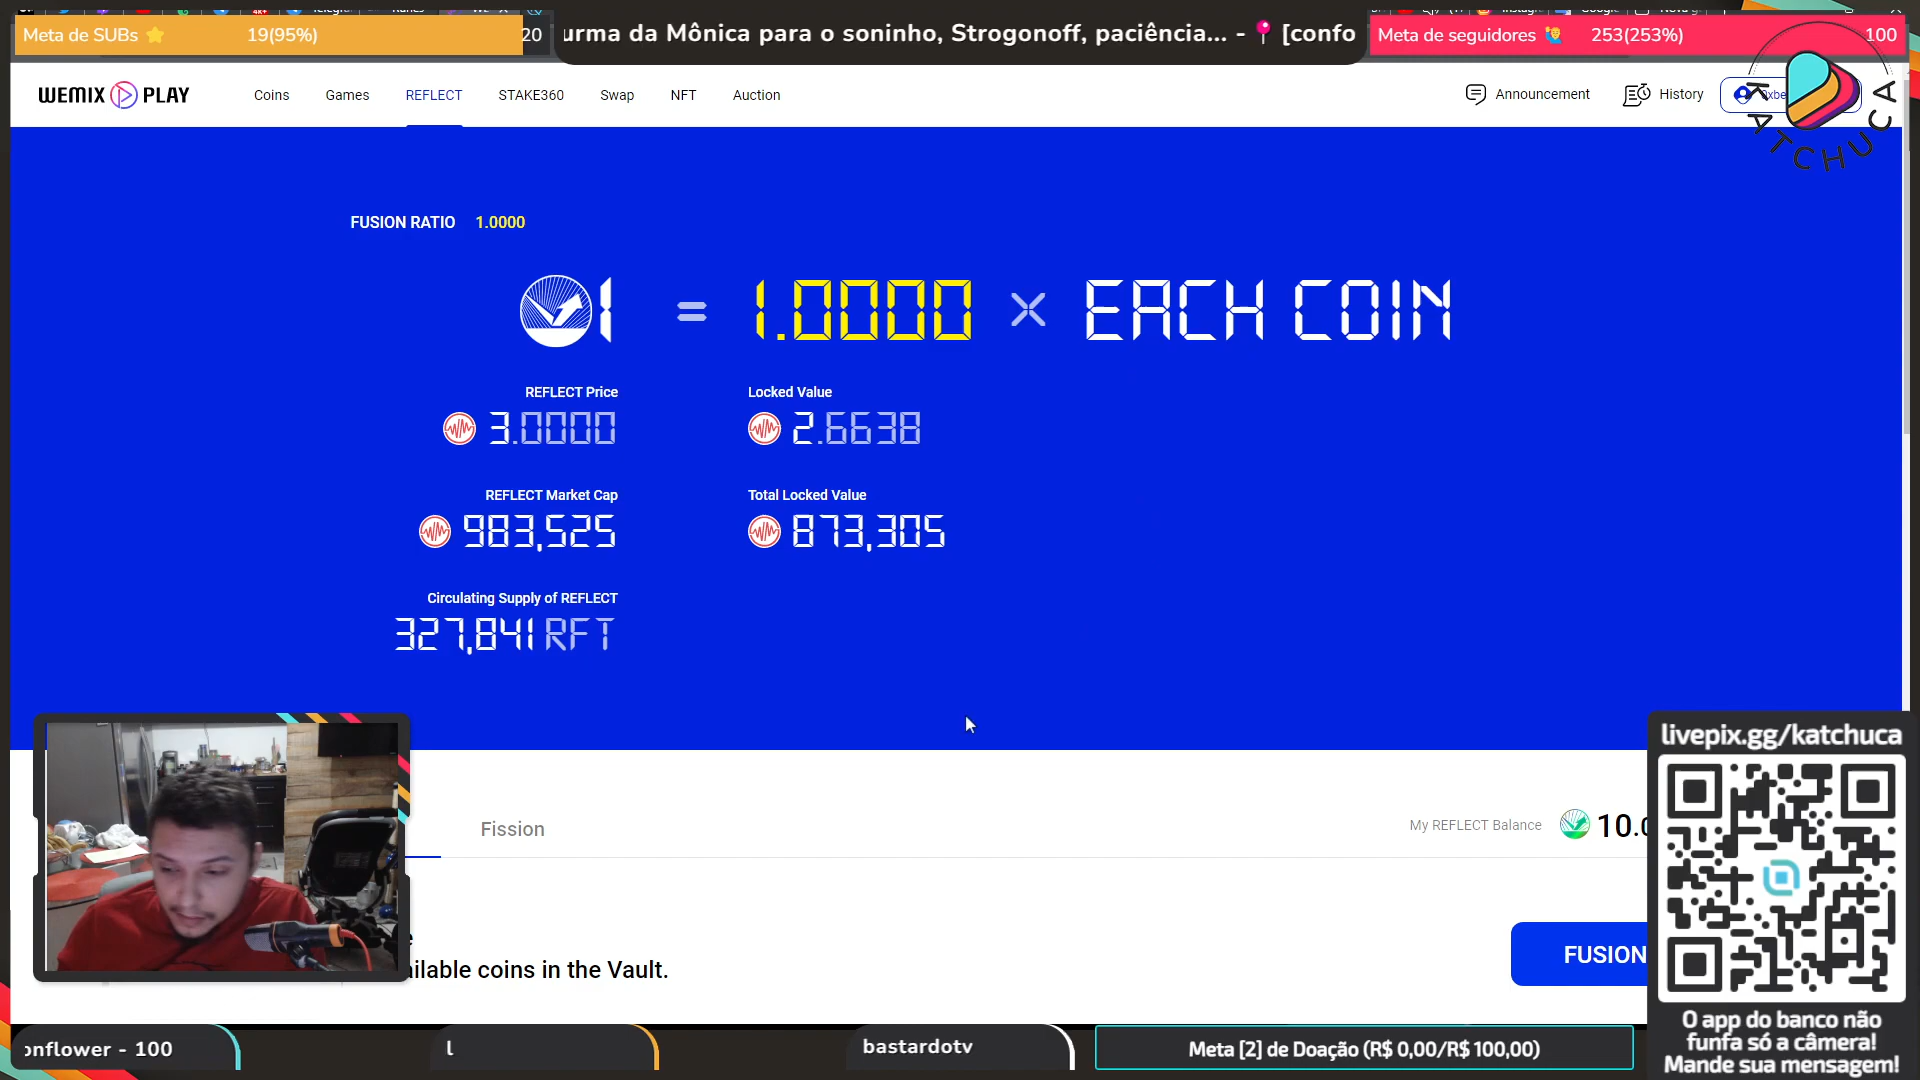 Meta de SUBs ⭐ 19(95%) 20
urma da Mônica para o soninho, Strogonoff, paciência... - 📍 [confo
Meta de seguidores 🙋‍♂️ 253(253%) 100
WEMIX PLAY
Coins Games REFLECT STAKE360 Swap NFT Auction
Announcement History
KATCHUCA
FUSION RATIO 1.0000
1 = 1.0000 × EACH COIN
REFLECT Price
3.0000
Locked Value
2.6638
REFLECT Market Cap
983,525
Total Locked Value
873,305
Circulating Supply of REFLECT
327,841 RFT
Fission
My REFLECT Balance 10.0
ailable coins in the Vault.
FUSION
livepix.gg/katchuca
O app do banco não
funfa só a câmera!
Mande sua mensagem!
onflower - 100
l
bastardotv
Meta [2] de Doação (R$ 0,00/R$ 100,00)